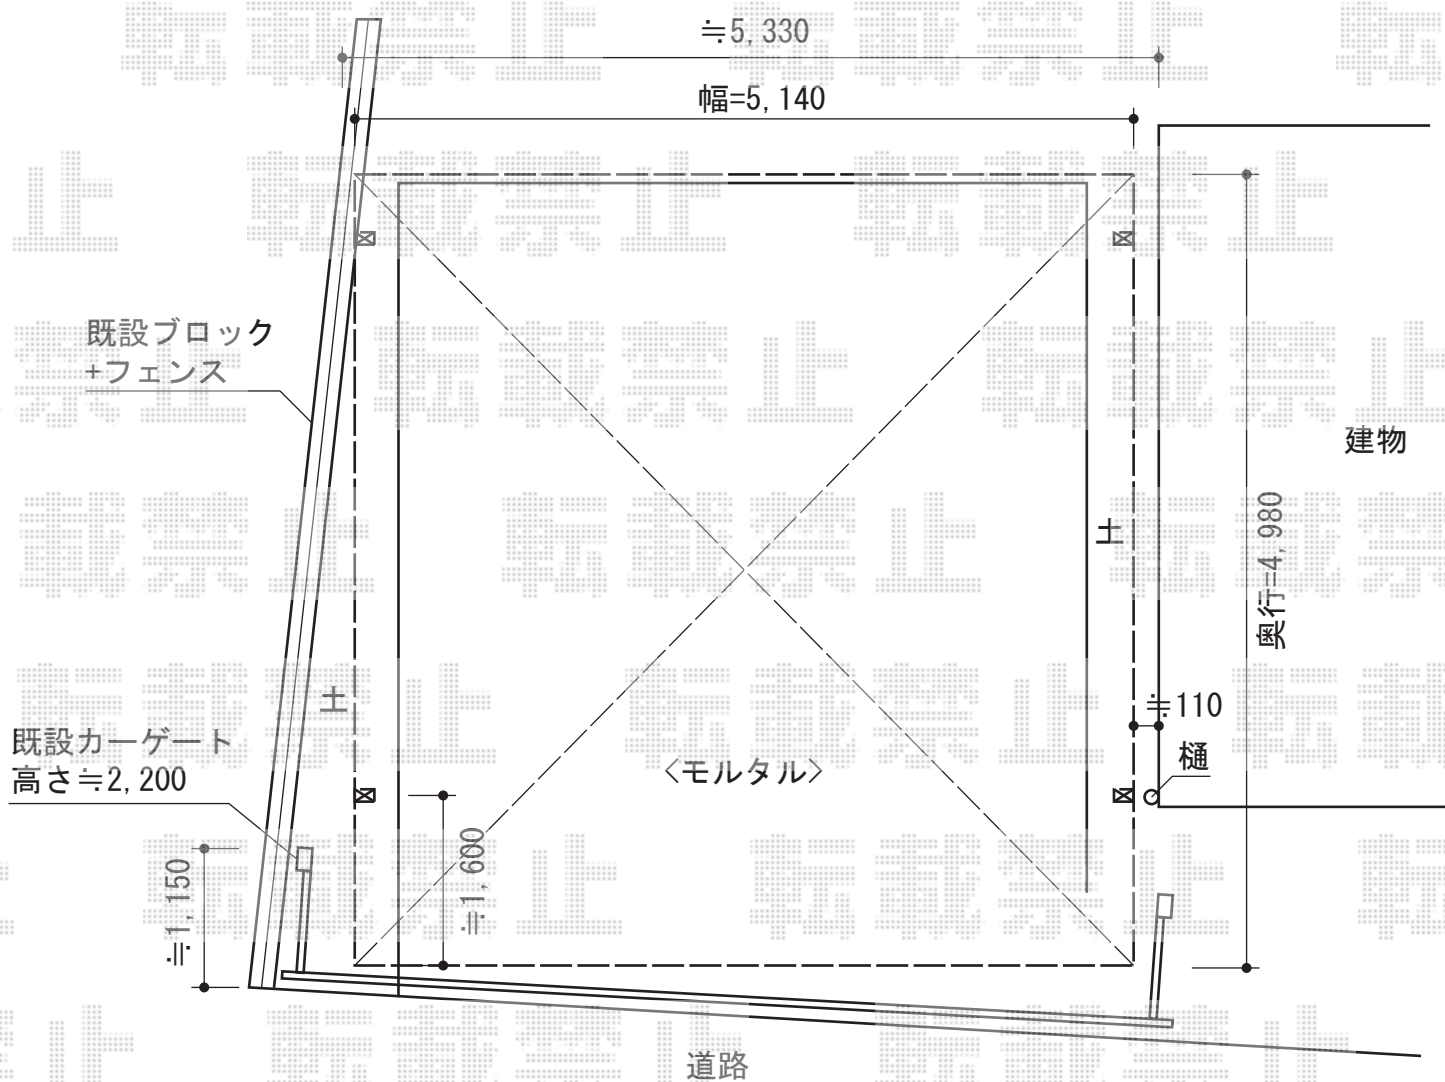 ≒5,330
幅=5,140
既設ブロック
+フェンス
建物
土
奥行=4,980
土
≒110
既設カーゲート
高さ≒2,200
樋
<モルタル>
≒1,600
≒1,150
道路
転載禁止